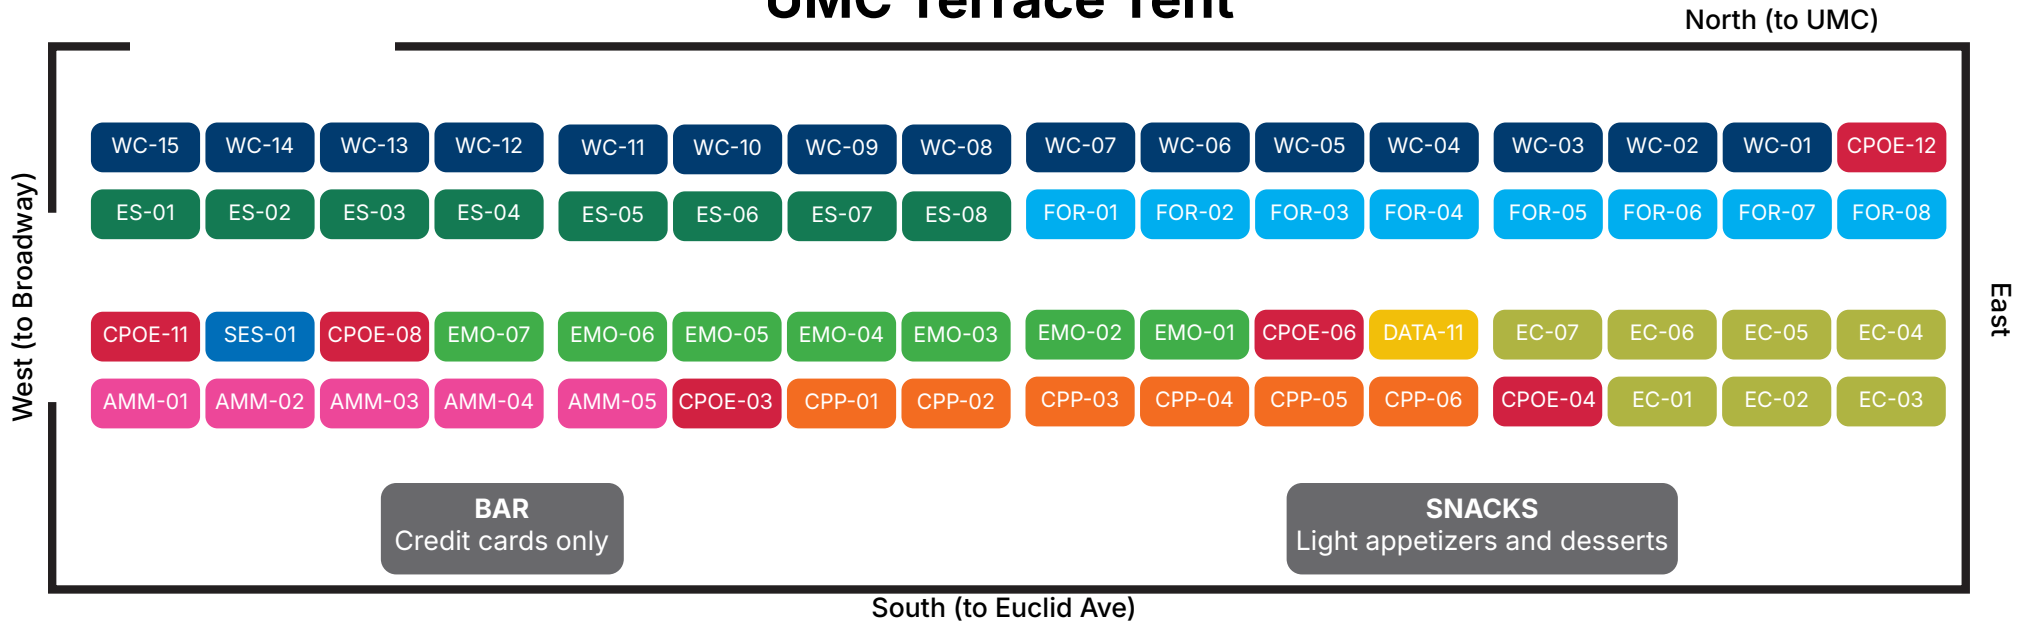 UMC Terrace Tent
North (to UMC)
WC-15 WC-14 WC-13 WC-12 WC-11 WC-10 WC-09 WC-08 WC-07 WC-06 WC-05 WC-04 WC-03 WC-02 WC-01 CPOE-12
ES-01 ES-02 ES-03 ES-04 ES-05 ES-06 ES-07 ES-08 FOR-01 FOR-02 FOR-03 FOR-04 FOR-05 FOR-06 FOR-07 FOR-08
West (to Broadway)
East
CPOE-11 SES-01 CPOE-08 EMO-07 EMO-06 EMO-05 EMO-04 EMO-03 EMO-02 EMO-01 CPOE-06 DATA-11 EC-07 EC-06 EC-05 EC-04
AMM-01 AMM-02 AMM-03 AMM-04 AMM-05 CPOE-03 CPP-01 CPP-02 CPP-03 CPP-04 CPP-05 CPP-06 CPOE-04 EC-01 EC-02 EC-03
BAR
Credit cards only
SNACKS
Light appetizers and desserts
South (to Euclid Ave)